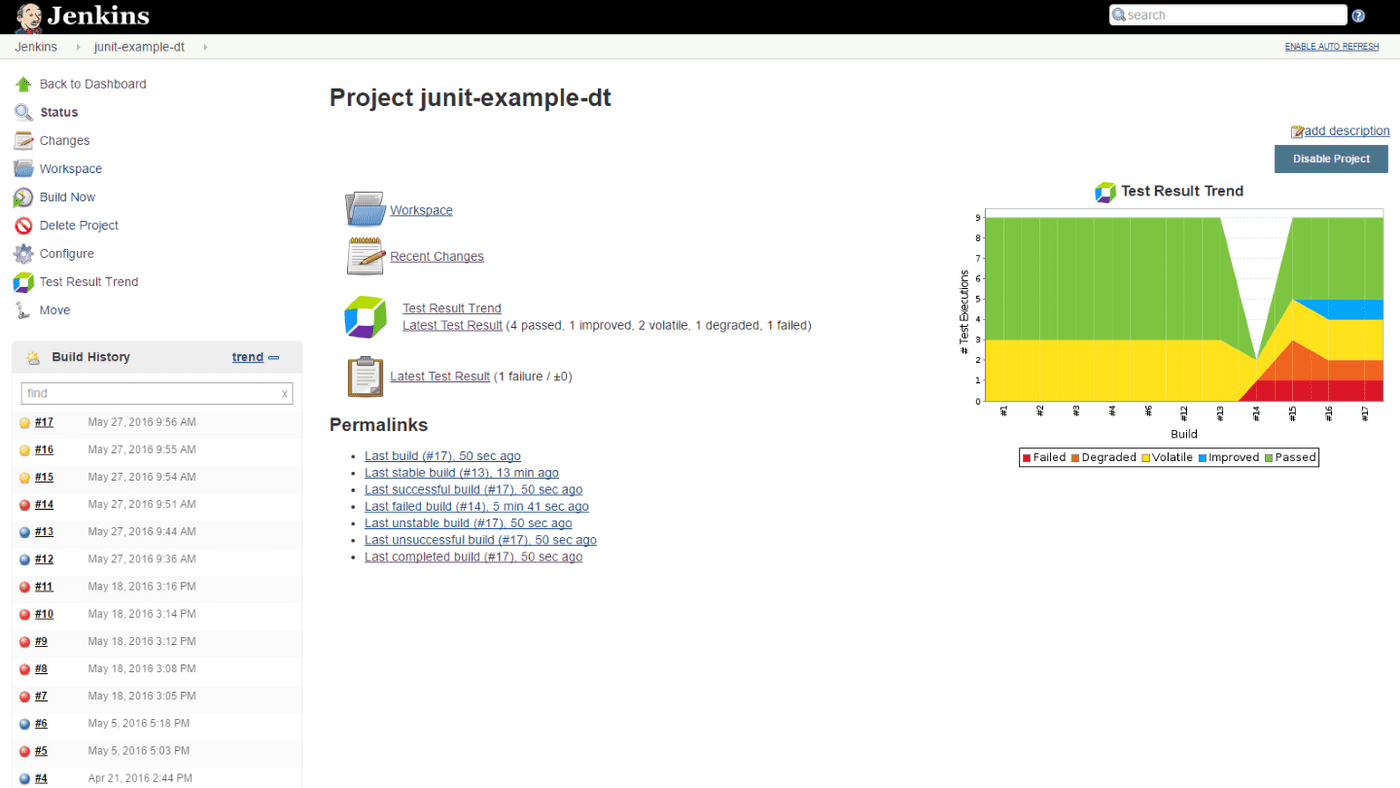 Jenkins
search
Jenkins junit-example-dt
ENABLE AUTO REFRESH
Back to Dashboard
Status
Changes
Workspace
Build Now
Delete Project
Configure
Test Result Trend
Move
Build History trend
find x
#17 May 27, 2016 9:56 AM
#16 May 27, 2016 9:55 AM
#15 May 27, 2016 9:54 AM
#14 May 27, 2016 9:51 AM
#13 May 27, 2016 9:44 AM
#12 May 27, 2016 9:36 AM
#11 May 18, 2016 3:16 PM
#10 May 18, 2016 3:14 PM
#9 May 18, 2016 3:12 PM
#8 May 18, 2016 3:08 PM
#7 May 18, 2016 3:05 PM
#6 May 5, 2016 5:18 PM
#5 May 5, 2016 5:03 PM
#4 Apr 21, 2016 2:44 PM
Project junit-example-dt
add description
Disable Project
Workspace
Recent Changes
Test Result Trend
Latest Test Result (4 passed, 1 improved, 2 volatile, 1 degraded, 1 failed)
Latest Test Result (1 failure / ±0)
Permalinks
Last build (#17), 50 sec ago
Last stable build (#13), 13 min ago
Last successful build (#17), 50 sec ago
Last failed build (#14), 5 min 41 sec ago
Last unstable build (#17), 50 sec ago
Last unsuccessful build (#17), 50 sec ago
Last completed build (#17), 50 sec ago
Test Result Trend
# Test Executions
9
8
7
6
5
4
3
2
1
0
#1 #2 #3 #4 #6 #12 #13 #14 #15 #16 #17
Build
Failed Degraded Volatile Improved Passed